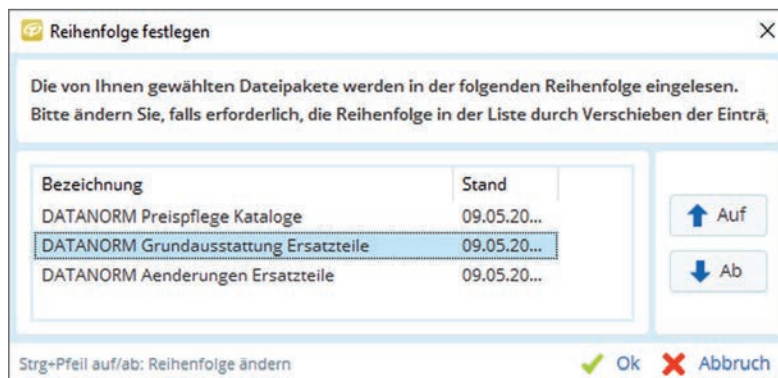 Reihenfolge festlegen
Die von Ihnen gewählten Dateipakete werden in der folgenden Reihenfolge eingelesen.
Bitte ändern Sie, falls erforderlich, die Reihenfolge in der Liste durch Verschieben der Einträ
Bezeichnung Stand
DATANORM Preispflege Kataloge 09.05.20...
DATANORM Grundausstattung Ersatzteile 09.05.20...
DATANORM Aenderungen Ersatzteile 09.05.20...
Auf
Ab
Strg+Pfeil auf/ab: Reihenfolge ändern Ok Abbruch